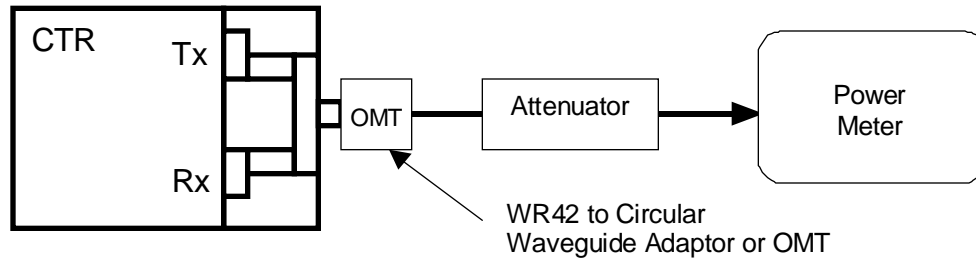 CTR
Tx
Rx
OMT
Attenuator
Power
Meter
WR42 to Circular
Waveguide Adaptor or OMT